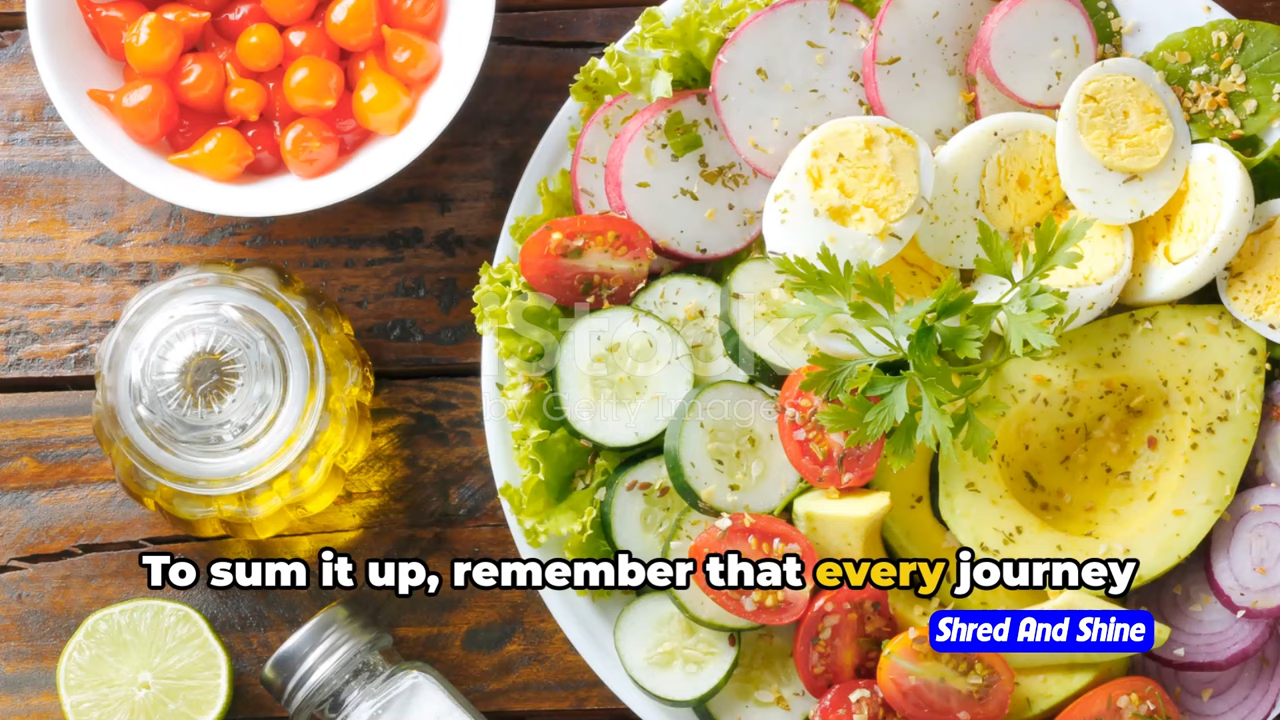 iStock
by Getty Images
To sum it up, remember that every journey
Shred And Shine